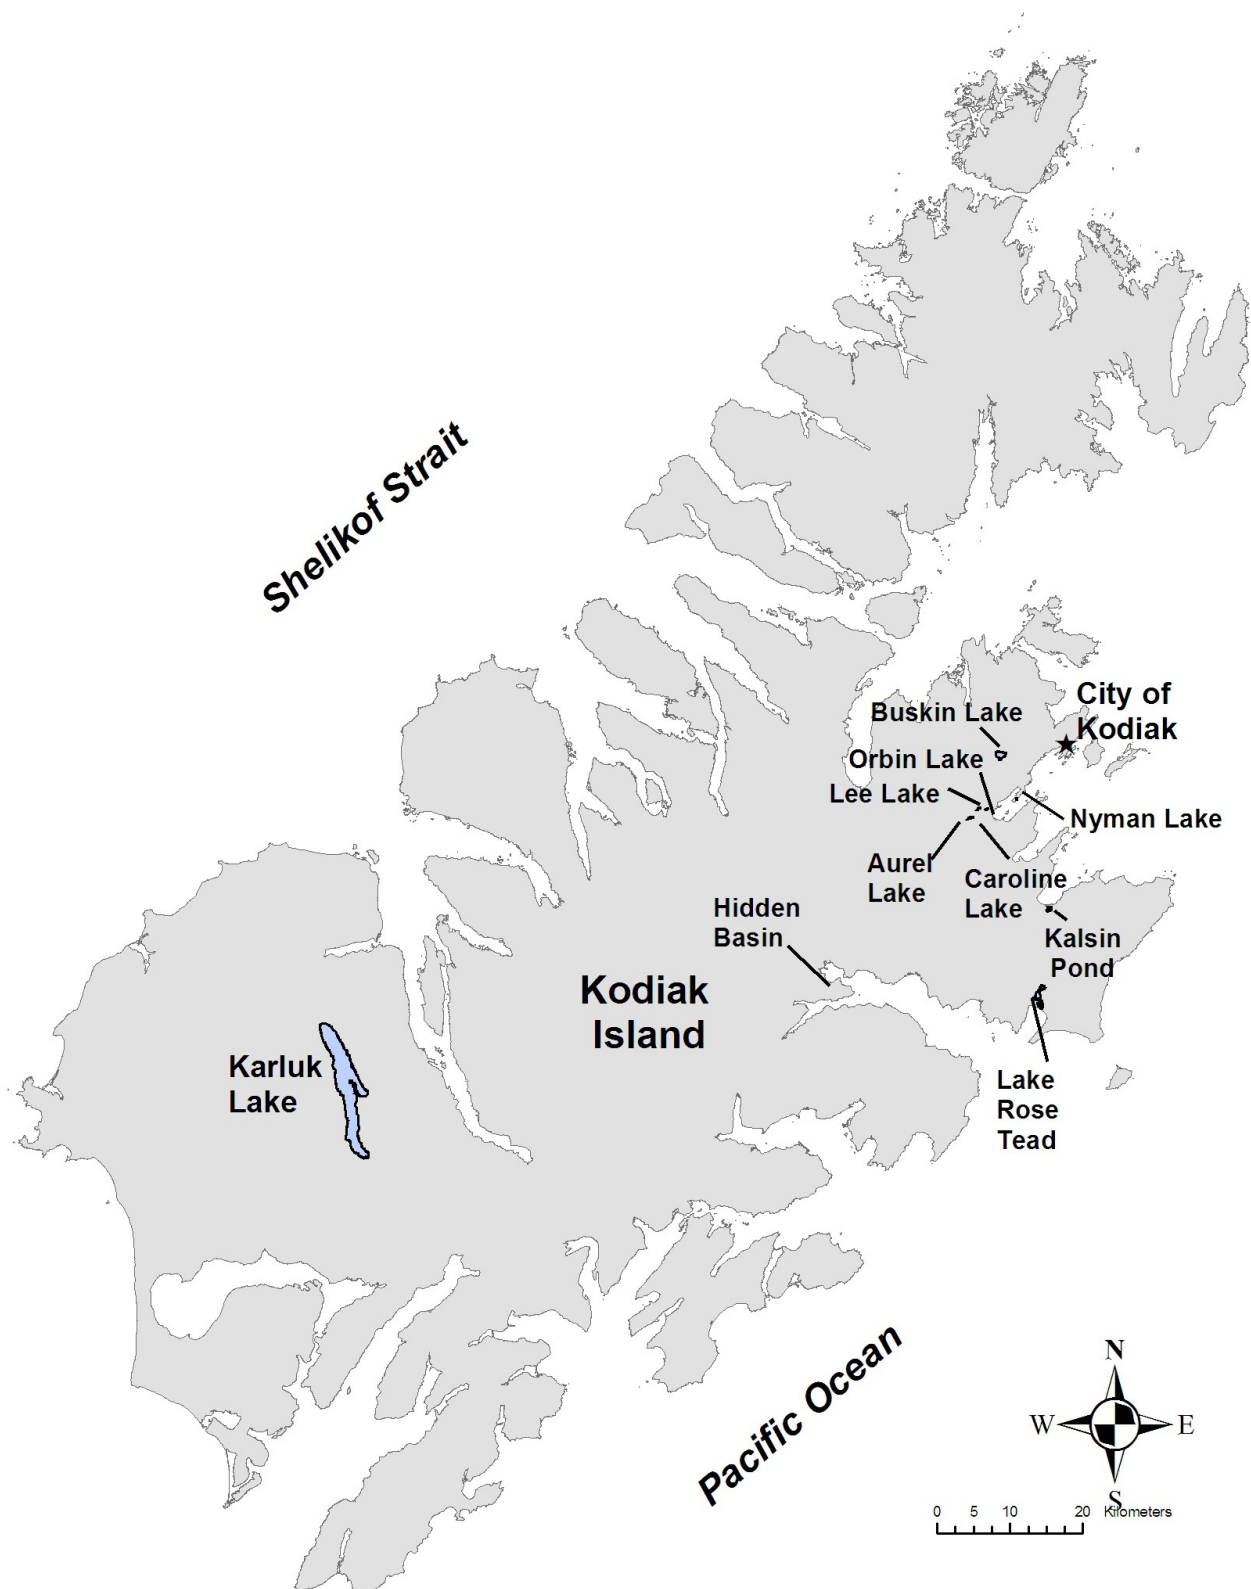 Shelikof Strait
City of
Kodiak
Buskin Lake
Orbin Lake
Lee Lake
Nyman Lake
Aurel
Lake
Caroline
Lake
Hidden
Basin
Kalsin
Pond
Kodiak
Island
Karluk
Lake
Lake
Rose
Tead
Pacific Ocean
N
W
E
S
0 5 10 20 Kilometers